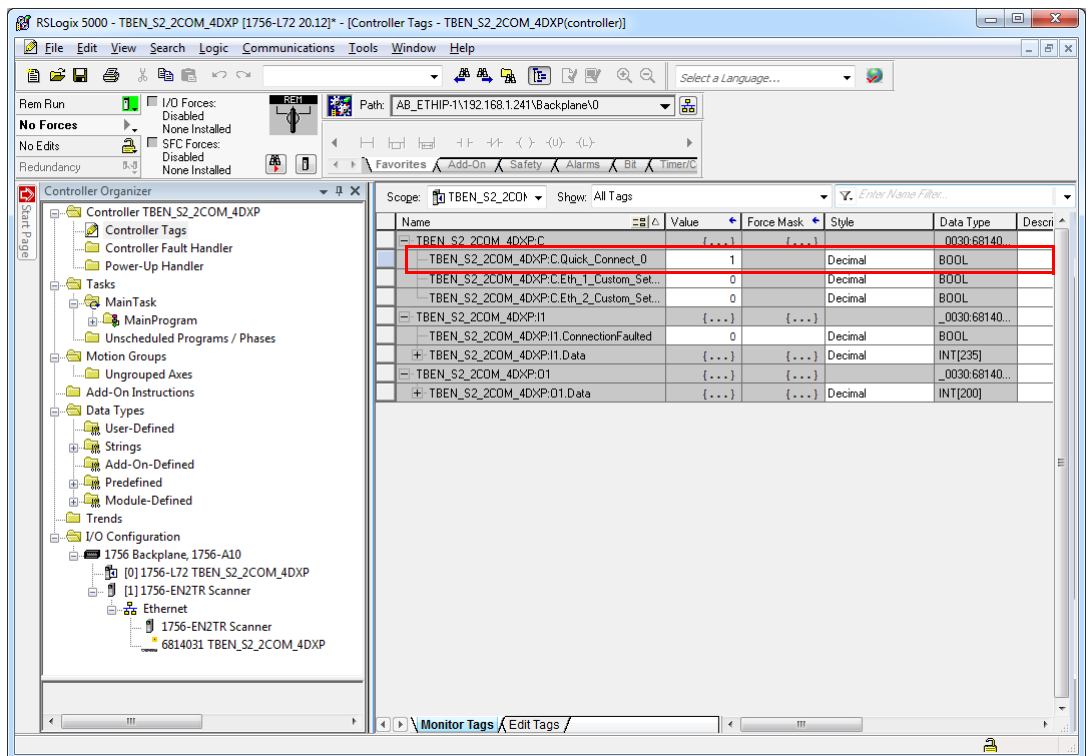 RSLogix 5000 - TBEN_S2_2COM_4DXP [1756-L72 20.12]* - [Controller Tags - TBEN_S2_2COM_4DXP(controller)]
File Edit View Search Logic Communications Tools Window Help
Select a Language...
Rem Run
No Forces
No Edits
Redundancy
I/O Forces:
Disabled
None Installed
SFC Forces:
Disabled
None Installed
REM
Path: AB_ETHIP-1\192.168.1.241\Backplane\0
Favorites Add-On Safety Alarms Bit Timer/C
Start Page
Controller Organizer
Controller TBEN_S2_2COM_4DXP
Controller Tags
Controller Fault Handler
Power-Up Handler
Tasks
MainTask
MainProgram
Unscheduled Programs / Phases
Motion Groups
Ungrouped Axes
Add-On Instructions
Data Types
User-Defined
Strings
Add-On-Defined
Predefined
Module-Defined
Trends
I/O Configuration
1756 Backplane, 1756-A10
[0] 1756-L72 TBEN_S2_2COM_4DXP
[1] 1756-EN2TR Scanner
Ethernet
1756-EN2TR Scanner
6814031 TBEN_S2_2COM_4DXP
Scope: TBEN_S2_2CON Show: All Tags Enter Name Filter...
Name Value Force Mask Style Data Type Descri
TBEN_S2_2COM_4DXP:C {...} {...} _0030:68140...
TBEN_S2_2COM_4DXP:C.Quick_Connect_0 1 Decimal BOOL
TBEN_S2_2COM_4DXP:C.Eth_1_Custom_Set... 0 Decimal BOOL
TBEN_S2_2COM_4DXP:C.Eth_2_Custom_Set... 0 Decimal BOOL
TBEN_S2_2COM_4DXP:I1 {...} {...} _0030:68140...
TBEN_S2_2COM_4DXP:I1.ConnectionFaulted 0 Decimal BOOL
TBEN_S2_2COM_4DXP:I1.Data {...} {...} Decimal INT[235]
TBEN_S2_2COM_4DXP:O1 {...} {...} _0030:68140...
TBEN_S2_2COM_4DXP:O1.Data {...} {...} Decimal INT[200]
Monitor Tags Edit Tags